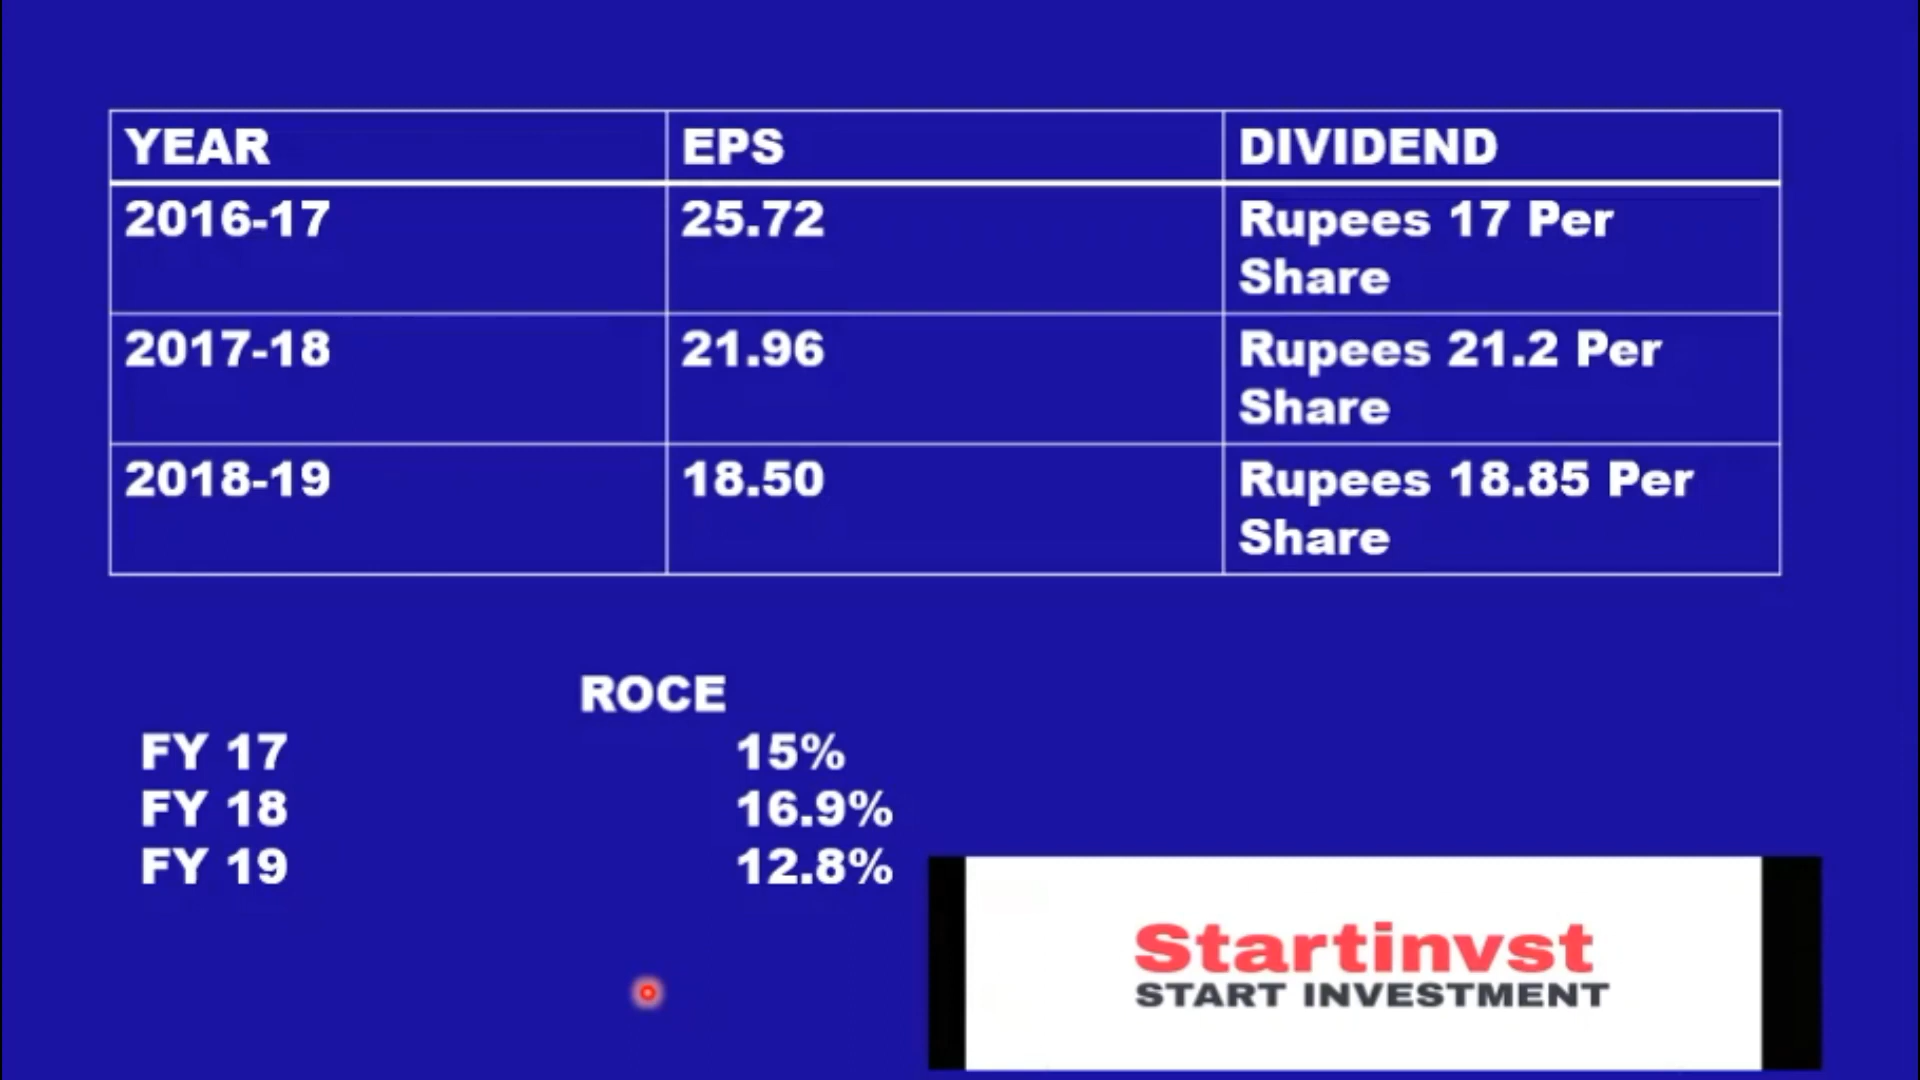 YEAR EPS DIVIDEND
2016-17 25.72 Rupees 17 Per
Share
2017-18 21.96 Rupees 21.2 Per
Share
2018-19 18.50 Rupees 18.85 Per
Share
ROCE
FY 17 15%
FY 18 16.9%
FY 19 12.8%
Startinvst
START INVESTMENT